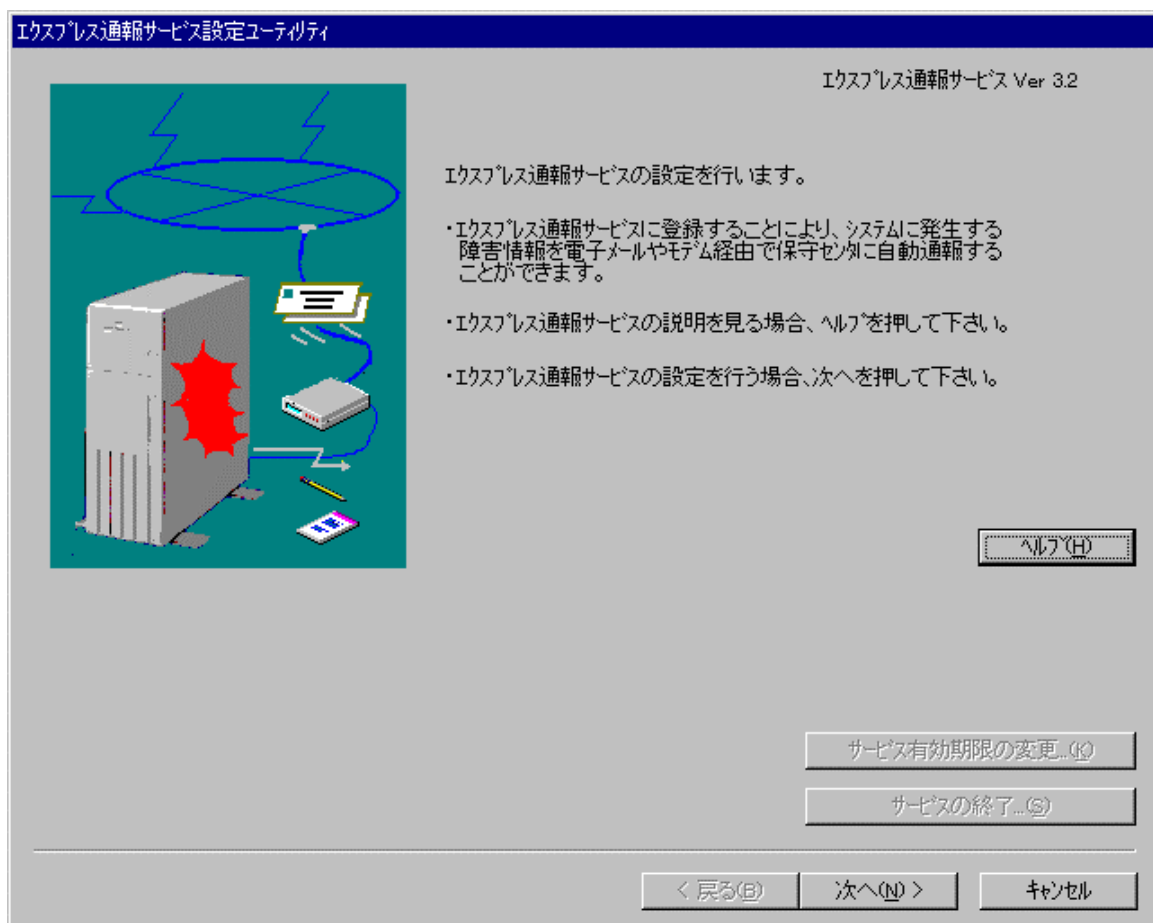 エクスプレス通報サービス設定ユーティリティ
エクスプレス通報サービス Ver 3.2
エクスプレス通報サービスの設定を行います。
・エクスプレス通報サービスに登録することにより、システムに発生する
障害情報を電子メールやモデム経由で保守センタに自動通報する
ことができます。
・エクスプレス通報サービスの説明を見る場合、ヘルプを押して下さい。
・エクスプレス通報サービスの設定を行う場合、次へを押して下さい。
ヘルプ(H)
サービス有効期限の変更...(K)
サービスの終了...(S)
< 戻る(B)
次へ(N) >
キャンセル